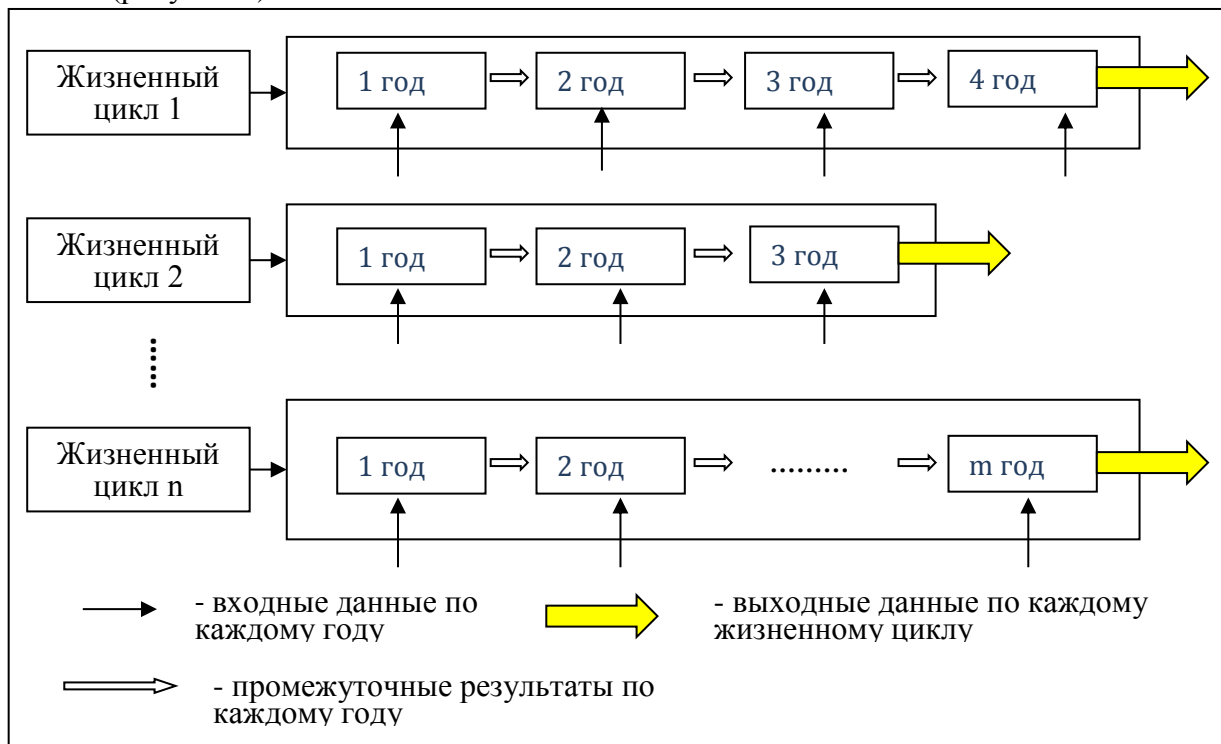 Жизненный
цикл 1
1 год
2 год
3 год
4 год
Жизненный
цикл 2
1 год
2 год
3 год
Жизненный
цикл n
1 год
2 год
.........
m год
- входные данные по
каждому году
- выходные данные по каждому
жизненному циклу
- промежуточные результаты по
каждому году